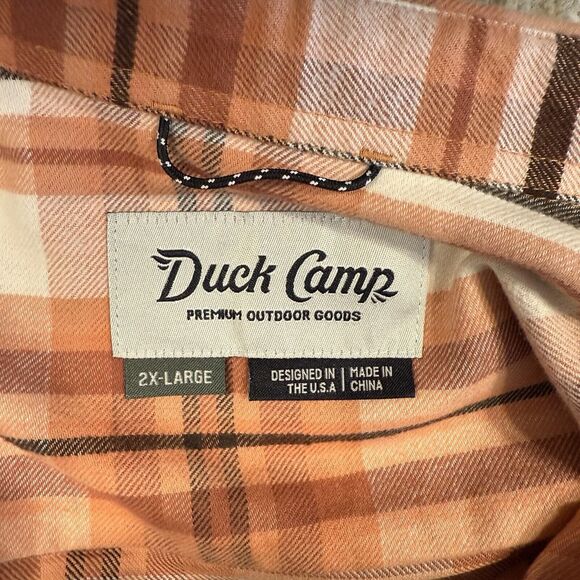 Duck Camp
PREMIUM OUTDOOR GOODS
2X-LARGE
DESIGNED IN
THE U.S.A
MADE IN
CHINA